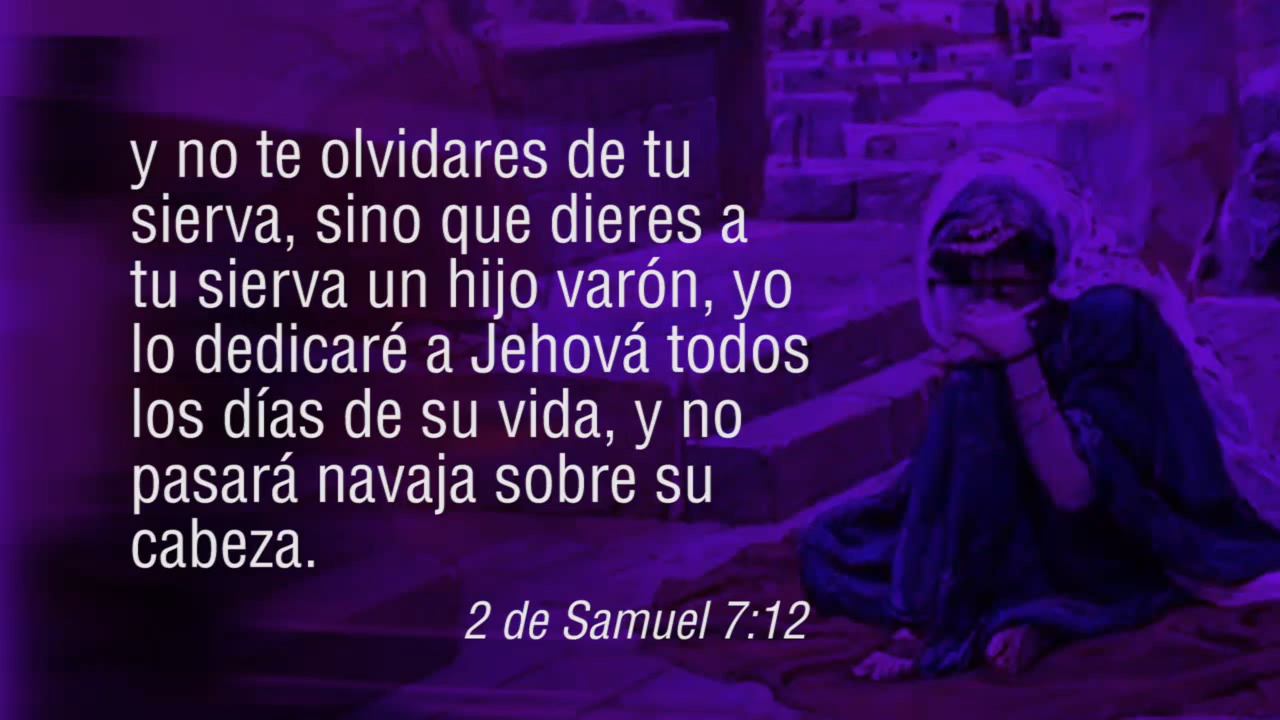 y no te olvidares de tu
sierva, sino que dieres a
tu sierva un hijo varón, yo
lo dedicaré a Jehová todos
los días de su vida, y no
pasará navaja sobre su
cabeza.
2 de Samuel 7:12